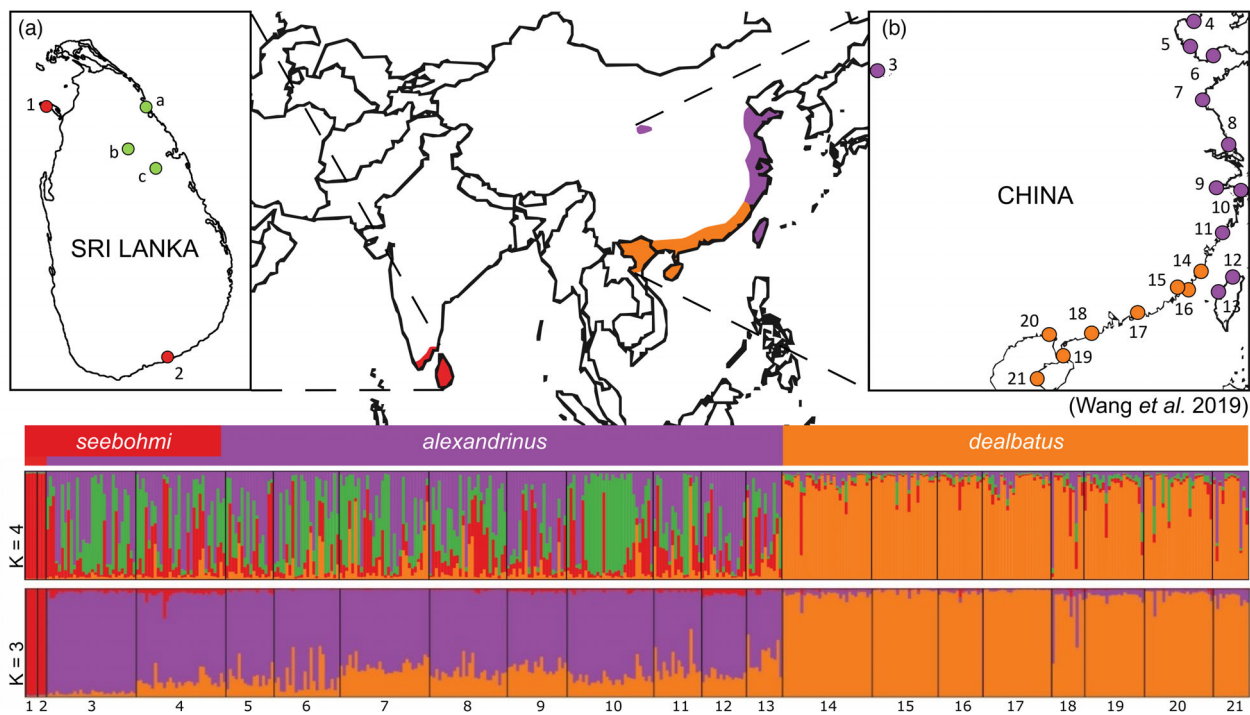 (a)
1
a
b
c
SRI LANKA
2
(b)
3
4
5
6
7
8
CHINA
9
10
11
14
12
15
13
16
18
17
20
19
21
(Wang et al. 2019)
seebohmi alexandrinus dealbatus
K = 4
K = 3
1 2 3 4 5 6 7 8 9 10 11 12 13 14 15 16 17 18 19 20 21